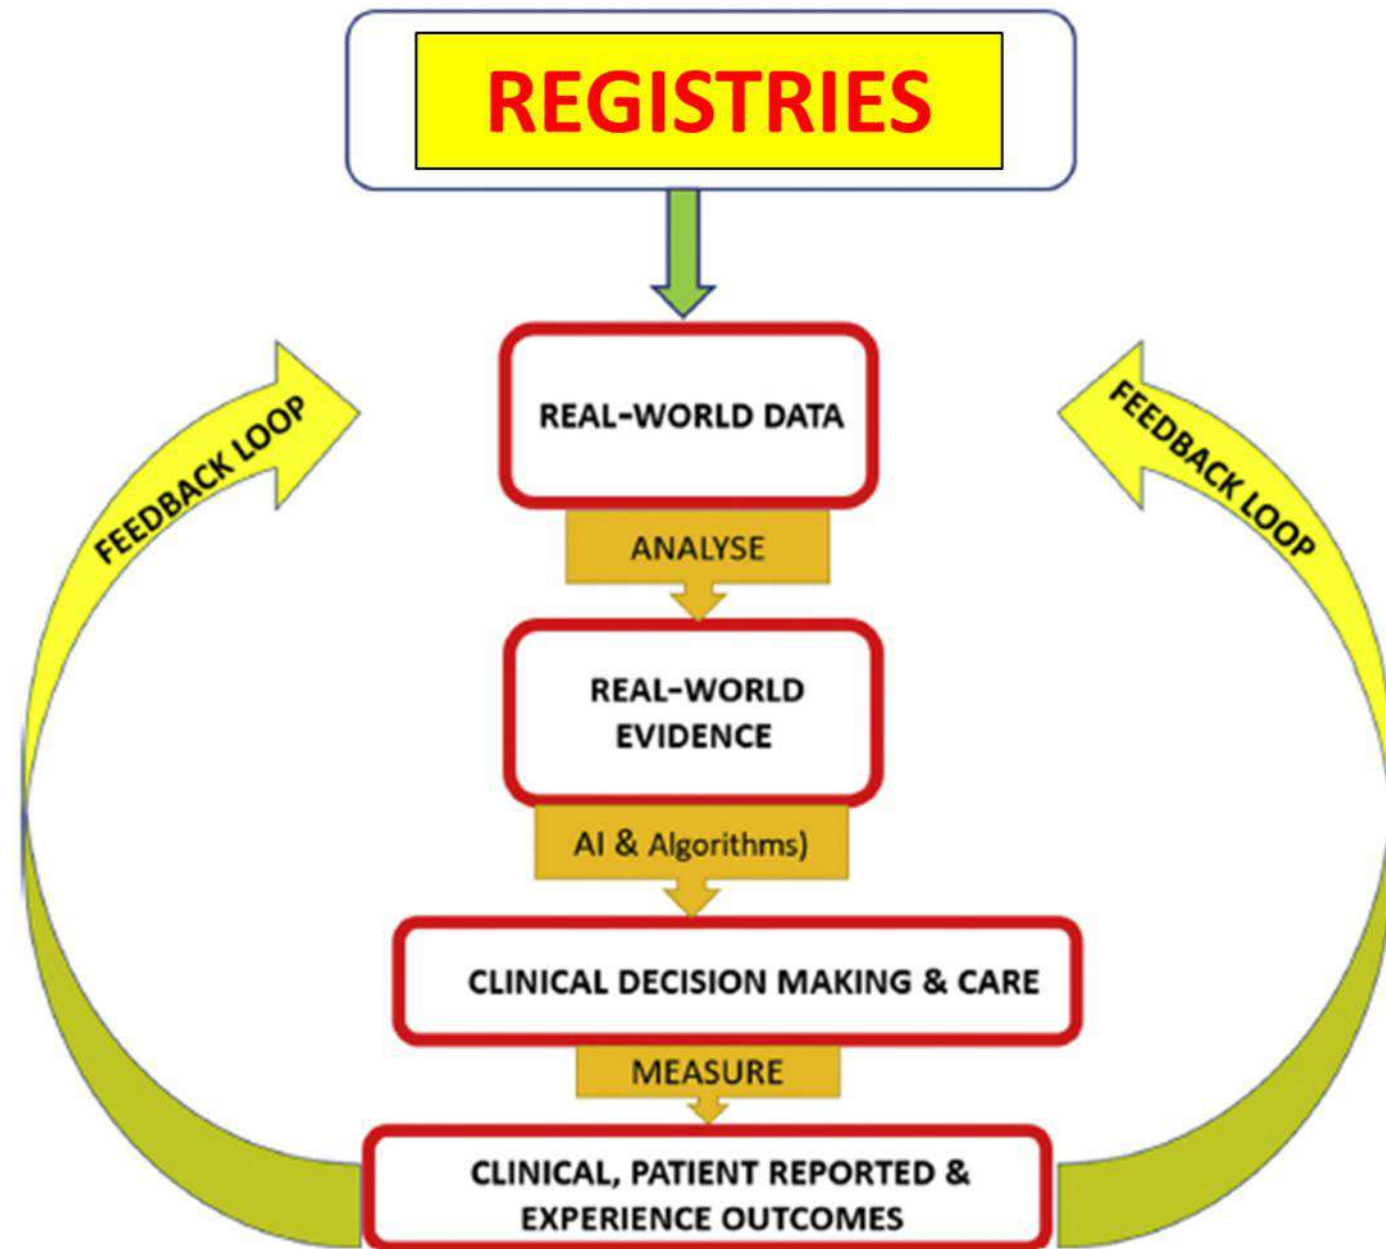 REGISTRIES
REAL-WORLD DATA
FEEDBACK LOOP
FEEDBACK LOOP
ANALYSE
REAL-WORLD
EVIDENCE
AI & Algorithms)
CLINICAL DECISION MAKING & CARE
MEASURE
CLINICAL, PATIENT REPORTED &
EXPERIENCE OUTCOMES